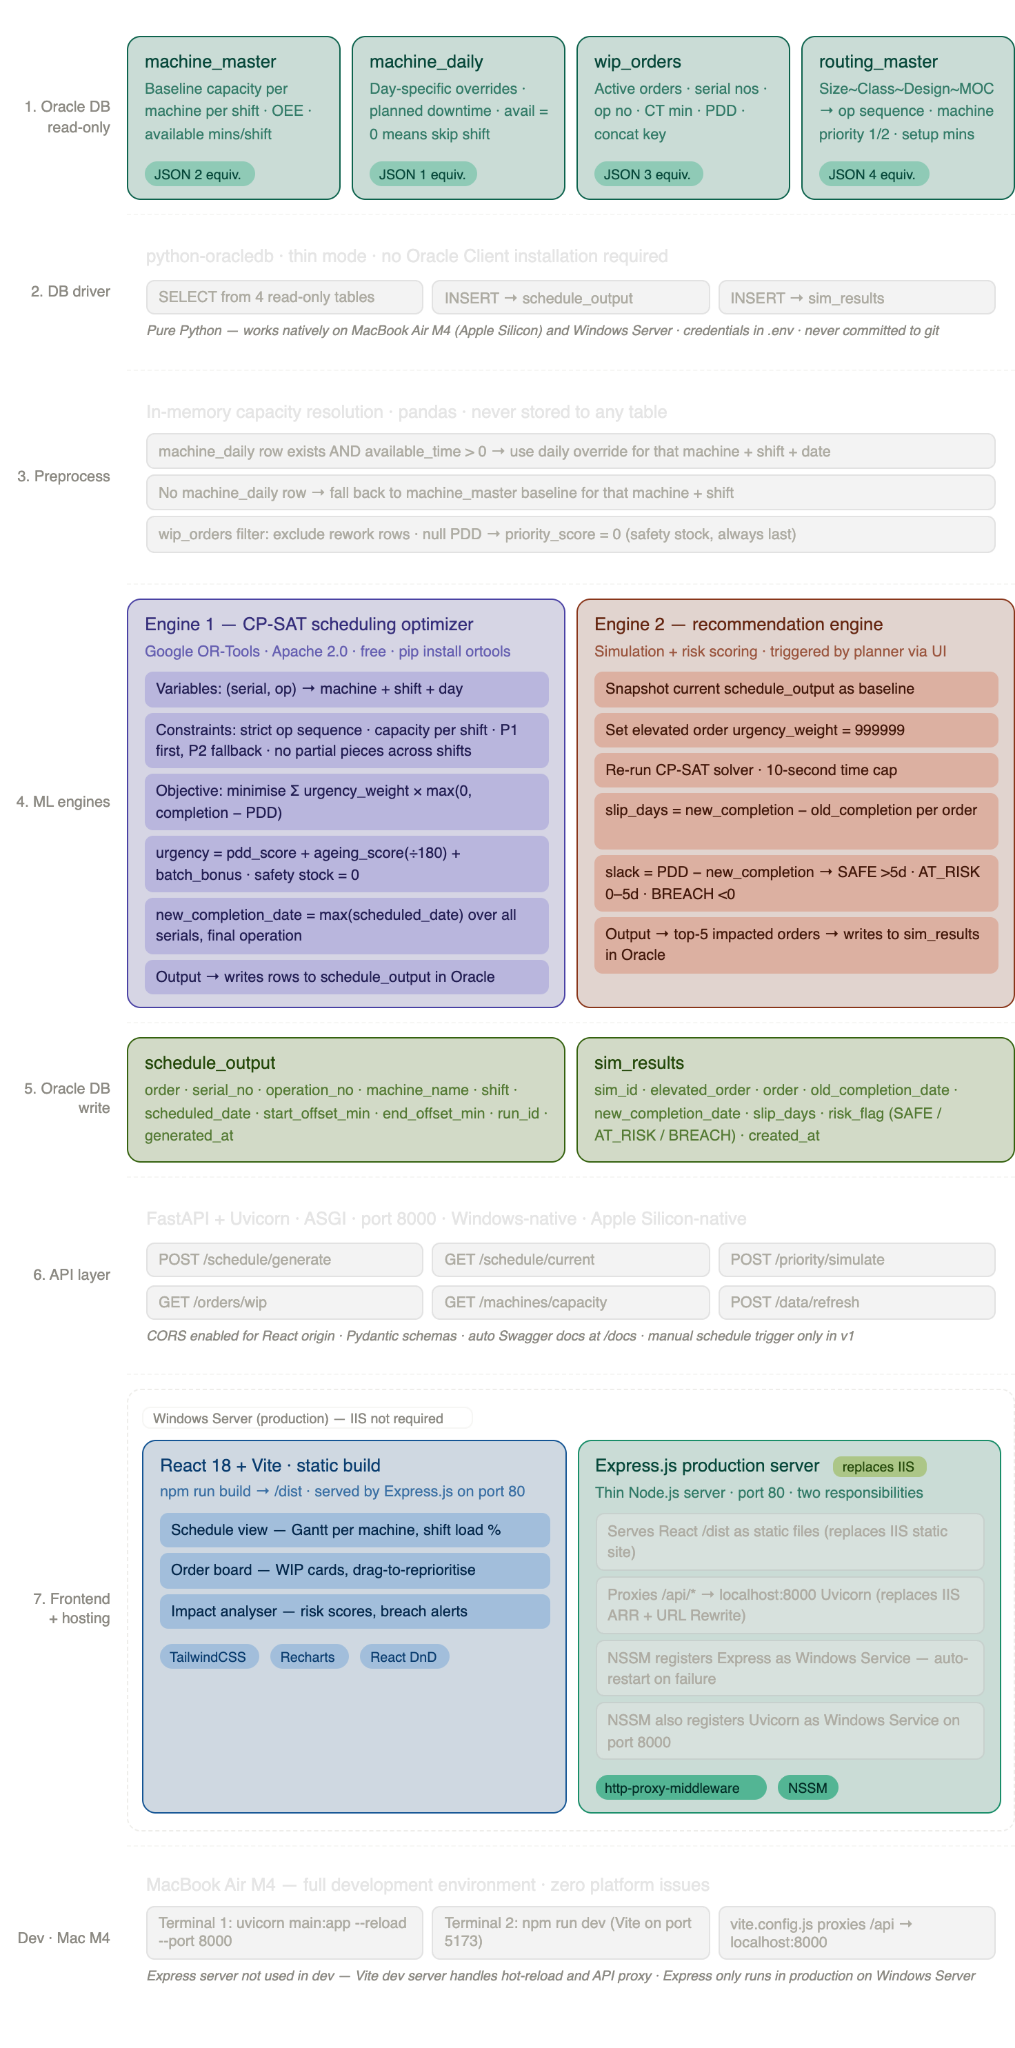 1. Oracle DB
read-only
machine_master
Baseline capacity per
machine per shift · OEE ·
available mins/shift
JSON 2 equiv.
machine_daily
Day-specific overrides ·
planned downtime · avail =
0 means skip shift
JSON 1 equiv.
wip_orders
Active orders · serial nos ·
op no · CT min · PDD ·
concat key
JSON 3 equiv.
routing_master
Size~Class~Design~MOC
→ op sequence · machine
priority 1/2 · setup mins
JSON 4 equiv.
2. DB driver
python-oracledb · thin mode · no Oracle Client installation required
SELECT from 4 read-only tables
INSERT → schedule_output
INSERT → sim_results
Pure Python — works natively on MacBook Air M4 (Apple Silicon) and Windows Server · credentials in .env · never committed to git
3. Preprocess
In-memory capacity resolution · pandas · never stored to any table
machine_daily row exists AND available_time > 0 → use daily override for that machine + shift + date
No machine_daily row → fall back to machine_master baseline for that machine + shift
wip_orders filter: exclude rework rows · null PDD → priority_score = 0 (safety stock, always last)
4. ML engines
Engine 1 — CP-SAT scheduling optimizer
Google OR-Tools · Apache 2.0 · free · pip install ortools
Variables: (serial, op) → machine + shift + day
Constraints: strict op sequence · capacity per shift · P1
first, P2 fallback · no partial pieces across shifts
Objective: minimise Σ urgency_weight × max(0,
completion − PDD)
urgency = pdd_score + ageing_score(÷180) +
batch_bonus · safety stock = 0
new_completion_date = max(scheduled_date) over all
serials, final operation
Output → writes rows to schedule_output in Oracle
Engine 2 — recommendation engine
Simulation + risk scoring · triggered by planner via UI
Snapshot current schedule_output as baseline
Set elevated order urgency_weight = 999999
Re-run CP-SAT solver · 10-second time cap
slip_days = new_completion − old_completion per order
slack = PDD − new_completion → SAFE >5d · AT_RISK
0–5d · BREACH <0
Output → top-5 impacted orders → writes to sim_results
in Oracle
5. Oracle DB
write
schedule_output
order · serial_no · operation_no · machine_name · shift ·
scheduled_date · start_offset_min · end_offset_min · run_id ·
generated_at
sim_results
sim_id · elevated_order · order · old_completion_date ·
new_completion_date · slip_days · risk_flag (SAFE /
AT_RISK / BREACH) · created_at
6. API layer
FastAPI + Uvicorn · ASGI · port 8000 · Windows-native · Apple Silicon-native
POST /schedule/generate
GET /schedule/current
POST /priority/simulate
GET /orders/wip
GET /machines/capacity
POST /data/refresh
CORS enabled for React origin · Pydantic schemas · auto Swagger docs at /docs · manual schedule trigger only in v1
7. Frontend
+ hosting
Windows Server (production) — IIS not required
React 18 + Vite · static build
npm run build → /dist · served by Express.js on port 80
Schedule view — Gantt per machine, shift load %
Order board — WIP cards, drag-to-reprioritise
Impact analyser — risk scores, breach alerts
TailwindCSS
Recharts
React DnD
Express.js production server
replaces IIS
Thin Node.js server · port 80 · two responsibilities
Serves React /dist as static files (replaces IIS static
site)
Proxies /api/* → localhost:8000 Uvicorn (replaces IIS
ARR + URL Rewrite)
NSSM registers Express as Windows Service — auto-
restart on failure
NSSM also registers Uvicorn as Windows Service on
port 8000
http-proxy-middleware
NSSM
Dev · Mac M4
MacBook Air M4 — full development environment · zero platform issues
Terminal 1: uvicorn main:app --reload
--port 8000
Terminal 2: npm run dev (Vite on port
5173)
vite.config.js proxies /api →
localhost:8000
Express server not used in dev — Vite dev server handles hot-reload and API proxy · Express only runs in production on Windows Server